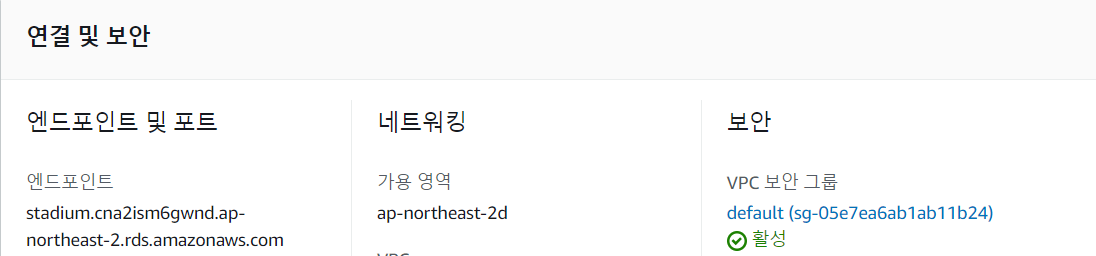 연결 및 보안
엔드포인트 및 포트
엔드포인트
stadium.cna2ism6gwnd.ap-
northeast-2.rds.amazonaws.com
네트워킹
가용 영역
ap-northeast-2d
VPC
보안
VPC 보안 그룹
default (sg-05e7ea6ab1ab11b24)
활성